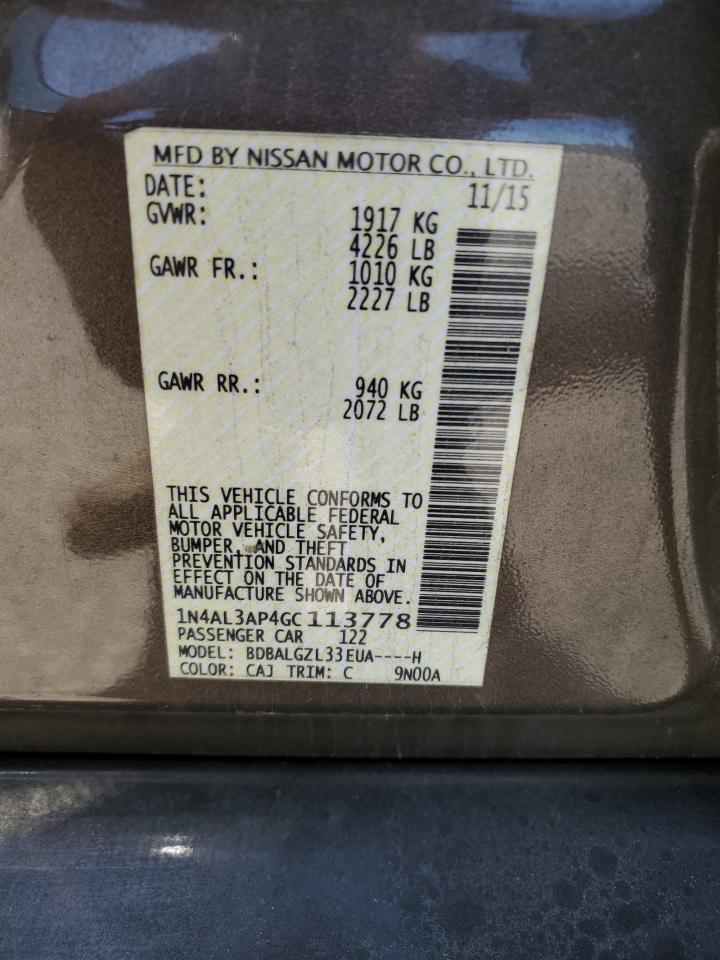 MFD BY NISSAN MOTOR CO., LTD.
DATE: 11/15
GVWR: 1917 KG
4226 LB
GAWR FR.: 1010 KG
2227 LB
GAWR RR.: 940 KG
2072 LB
THIS VEHICLE CONFORMS TO
ALL APPLICABLE FEDERAL
MOTOR VEHICLE SAFETY,
BUMPER, AND THEFT
PREVENTION STANDARDS IN
EFFECT ON THE DATE OF
MANUFACTURE SHOWN ABOVE.
1N4AL3AP4GC113778
PASSENGER CAR 122
MODEL: BDBALGZL33EUA----H
COLOR: CAJ TRIM: C 9N00A